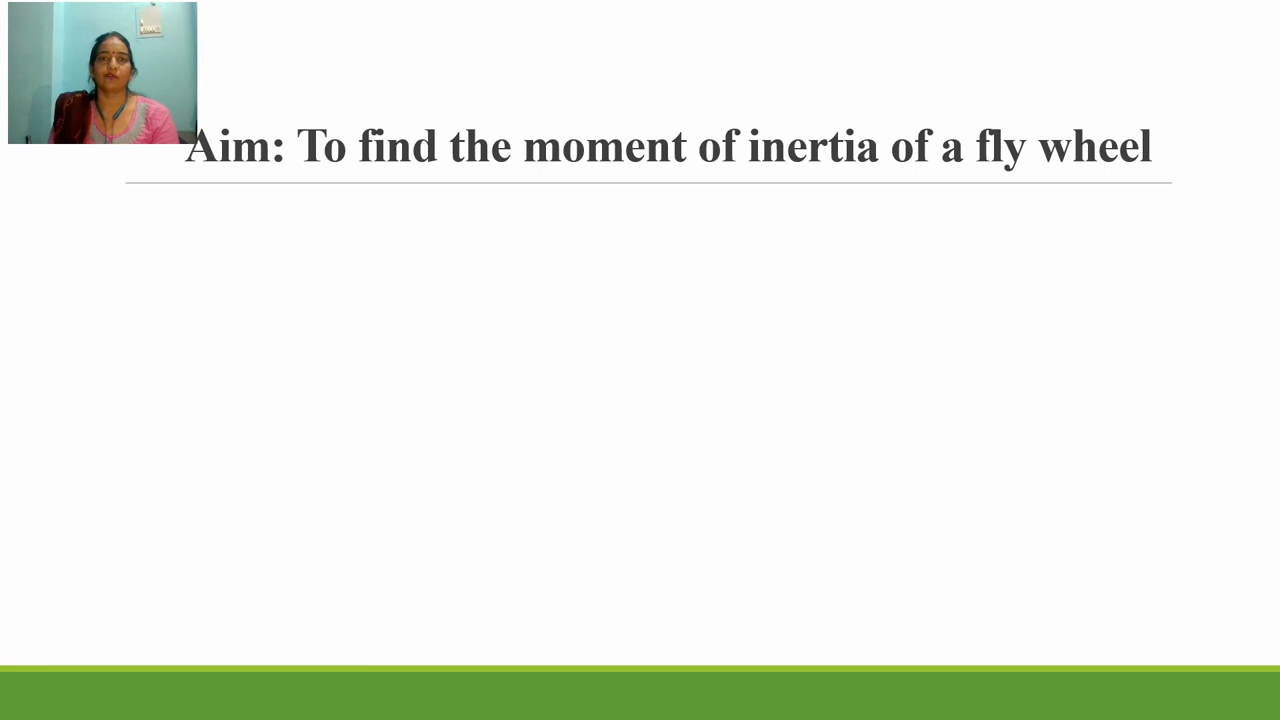 Aim: To find the moment of inertia of a fly wheel